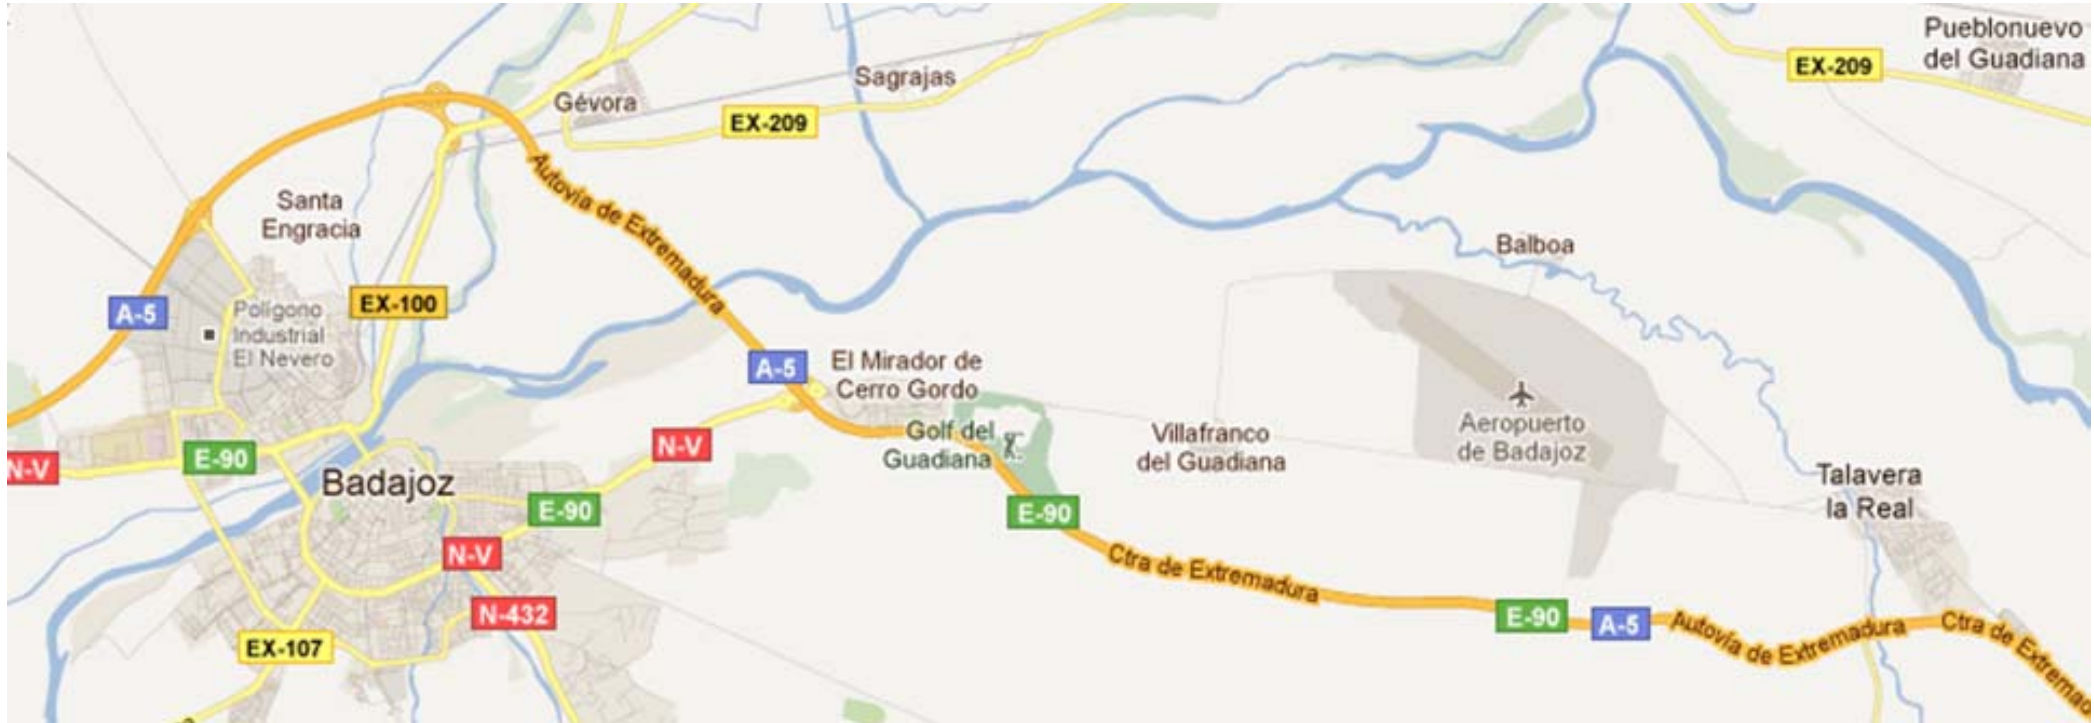 Pueblonuevo
del Guadiana
EX-209
Sagrajas
Gévora
EX-209
Autovía de Extremadura
Santa
Engracia
Balboa
EX-100
A-5
Polígono
Industrial
El Nevero
A-5
El Mirador de
Cerro Gordo
Aeropuerto
de Badajoz
Golf del
Guadiana
Villafranco
del Guadiana
N-V
E-90
N-V
Badajoz
Talavera
la Real
E-90
E-90
N-V
Ctra de Extremadura
N-432
E-90
A-5
Autovía de Extremadura
Ctra de Extremad
EX-107